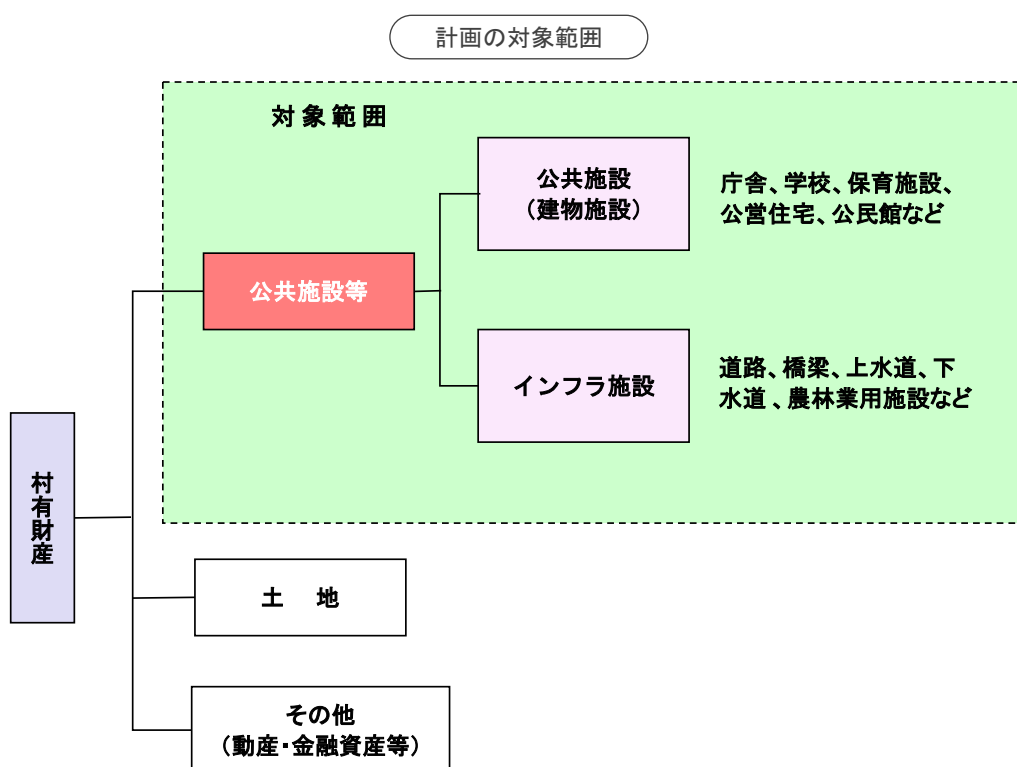 計画の対象範囲
対象範囲
公共施設
（建物施設）
庁舎、学校、保育施設、
公営住宅、公民館など
公共施設等
インフラ施設
道路、橋梁、上水道、下
水道、農林業用施設など
村有財産
土　地
その他
（動産・金融資産等）